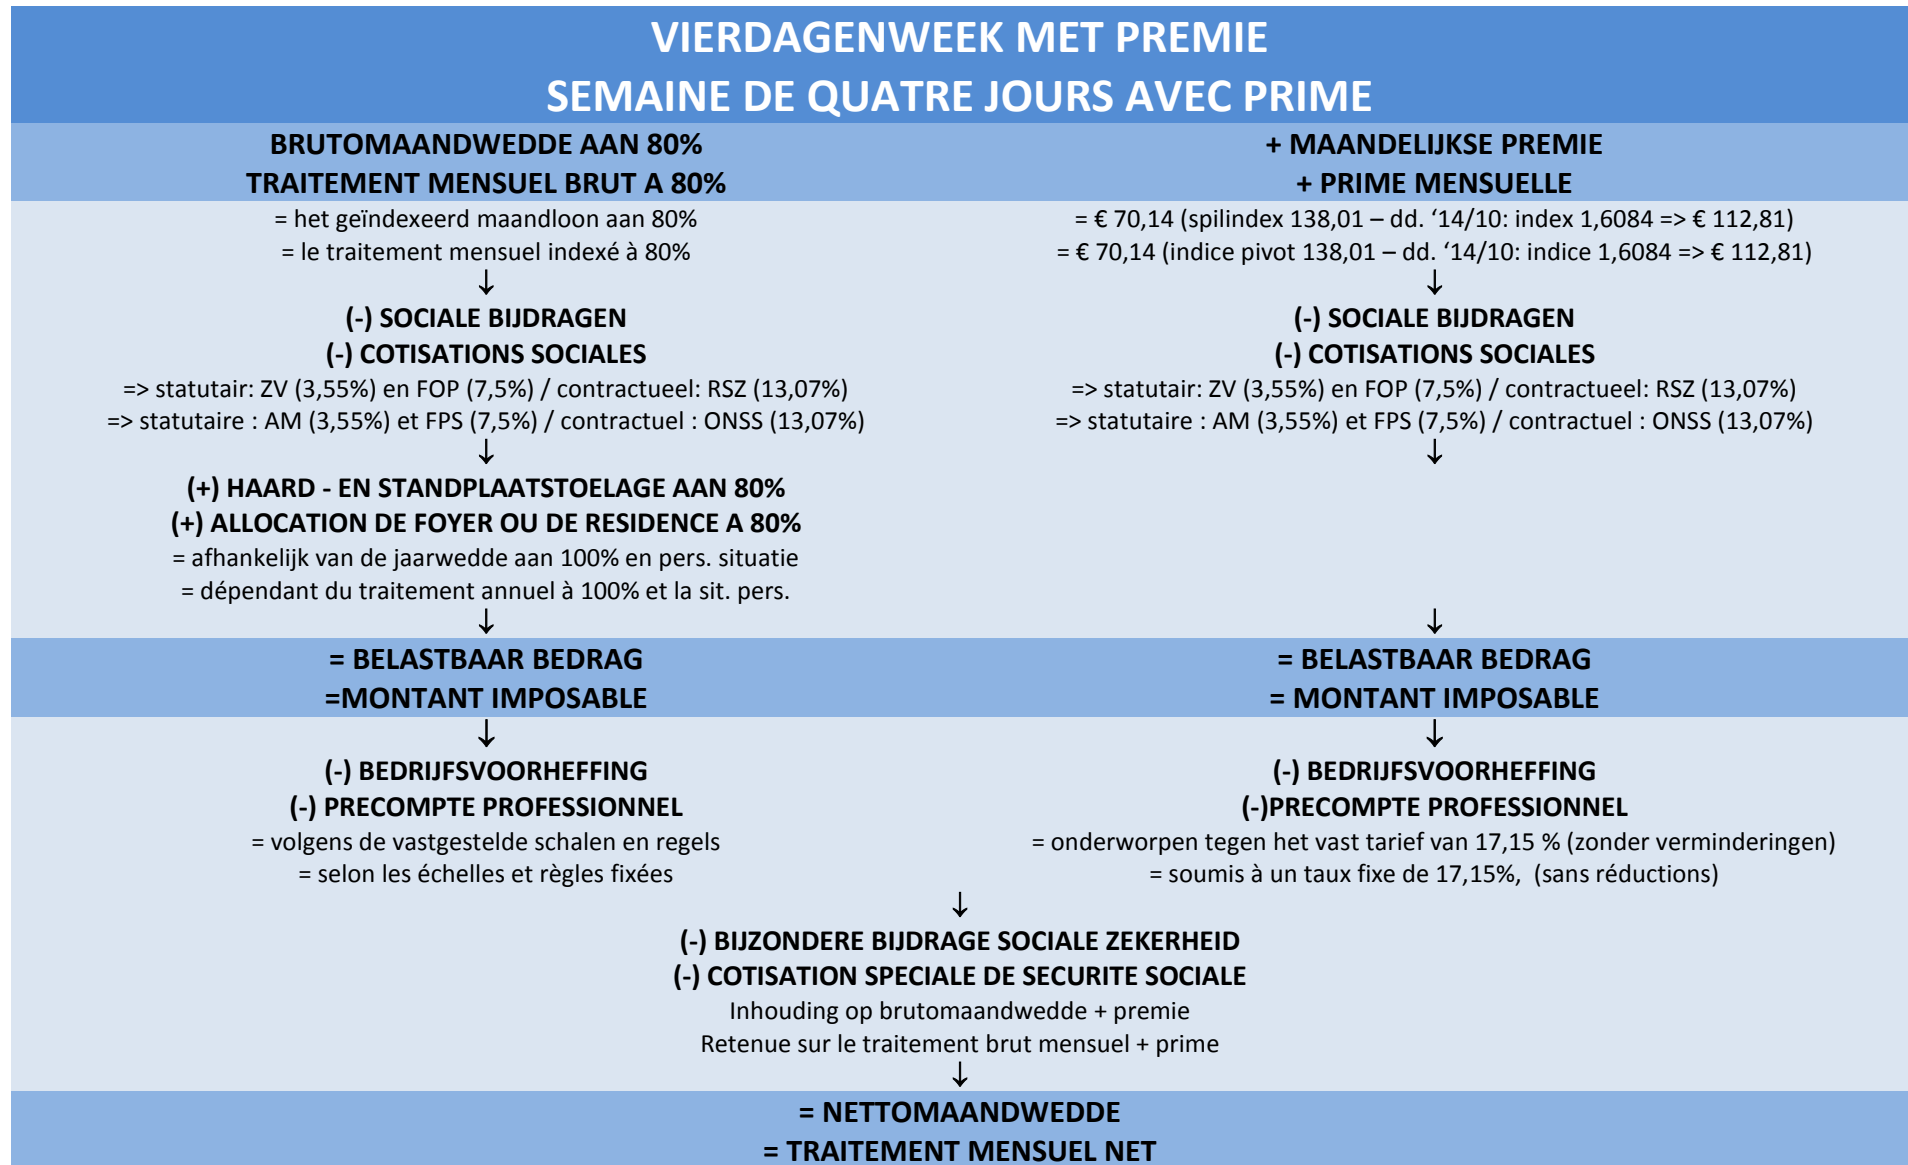 VIERDAGENWEEK MET PREMIE
SEMAINE DE QUATRE JOURS AVEC PRIME
BRUTOMAANDWEDDE AAN 80%
TRAITEMENT MENSUEL BRUT A 80%
= het geïndexeerd maandloon aan 80%
= le traitement mensuel indexé à 80%
↓
(-) SOCIALE BIJDRAGEN
(-) COTISATIONS SOCIALES
=> statutair: ZV (3,55%) en FOP (7,5%) / contractueel: RSZ (13,07%)
=> statutaire : AM (3,55%) et FPS (7,5%) / contractuel : ONSS (13,07%)
↓
(+) HAARD - EN STANDPLAATSTOELAGE AAN 80%
(+) ALLOCATION DE FOYER OU DE RESIDENCE A 80%
= afhankelijk van de jaarwedde aan 100% en pers. situatie
= dépendant du traitement annuel à 100% et la sit. pers.
↓
= BELASTBAAR BEDRAG
=MONTANT IMPOSABLE
↓
(-) BEDRIJFSVOORHEFFING
(-) PRECOMPTE PROFESSIONNEL
= volgens de vastgestelde schalen en regels
= selon les échelles et règles fixées
+ MAANDELIJKSE PREMIE
+ PRIME MENSUELLE
= € 70,14 (spilindex 138,01 – dd. ‘14/10: index 1,6084 => € 112,81)
= € 70,14 (indice pivot 138,01 – dd. ‘14/10: indice 1,6084 => € 112,81)
↓
(-) SOCIALE BIJDRAGEN
(-) COTISATIONS SOCIALES
=> statutair: ZV (3,55%) en FOP (7,5%) / contractueel: RSZ (13,07%)
=> statutaire : AM (3,55%) et FPS (7,5%) / contractuel : ONSS (13,07%)
↓
↓
= BELASTBAAR BEDRAG
= MONTANT IMPOSABLE
↓
(-) BEDRIJFSVOORHEFFING
(-)PRECOMPTE PROFESSIONNEL
= onderworpen tegen het vast tarief van 17,15 % (zonder verminderingen)
= soumis à un taux fixe de 17,15%, (sans réductions)
↓
(-) BIJZONDERE BIJDRAGE SOCIALE ZEKERHEID
(-) COTISATION SPECIALE DE SECURITE SOCIALE
Inhouding op brutomaandwedde + premie
Retenue sur le traitement brut mensuel + prime
↓
= NETTOMAANDWEDDE
= TRAITEMENT MENSUEL NET